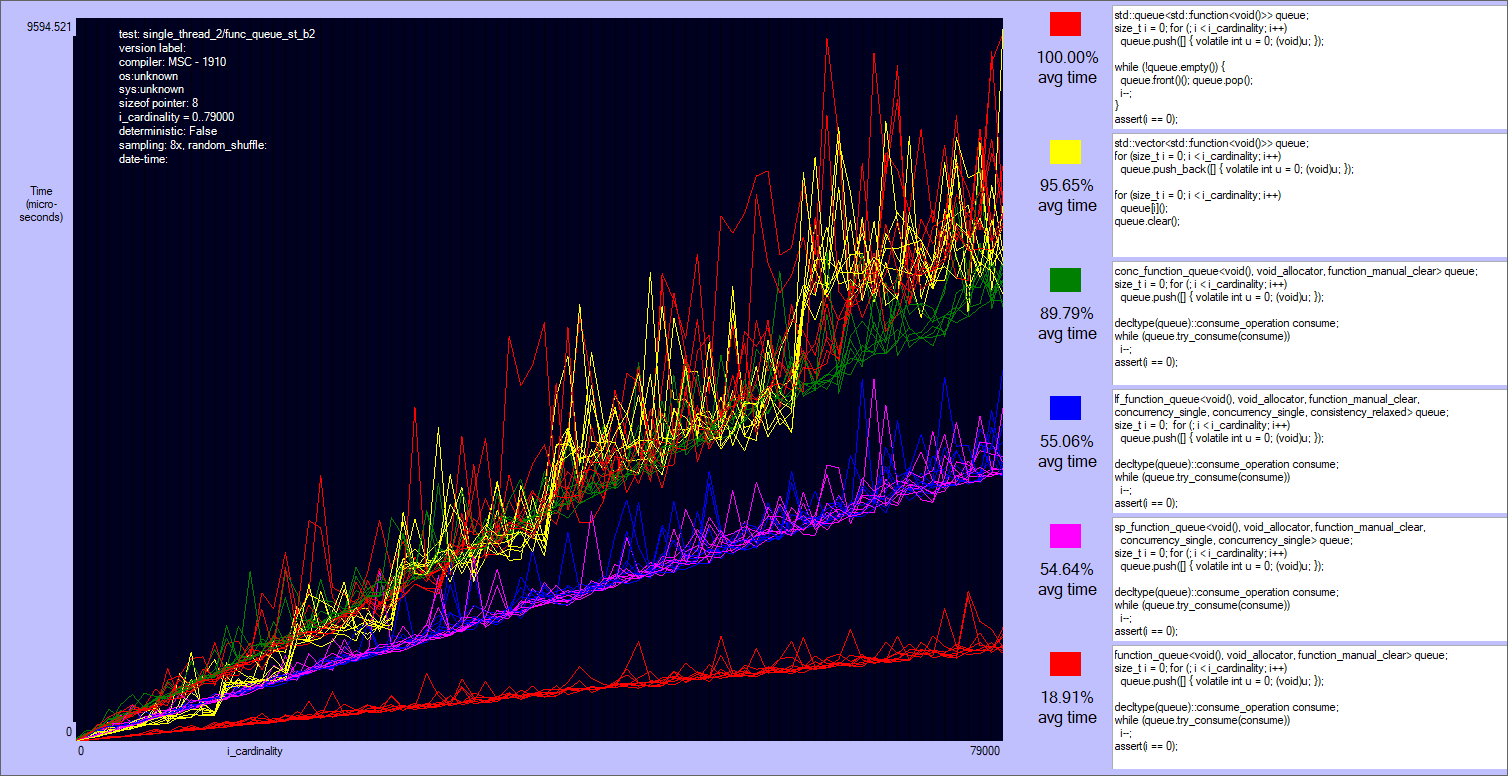 9594.521
test: single_thread_2/func_queue_st_b2
version label:
compiler: MSC - 1910
os:unknown
sys:unknown
sizeof pointer: 8
i_cardinality = 0..79000
deterministic: False
sampling: 8x, random_shuffle:
date-time:
Time
(micro-
seconds)
0
0
i_cardinality
79000
100.00%
avg time
std::queue<std::function<void()>> queue;
size_t i = 0; for (; i < i_cardinality; i++)
queue.push([] { volatile int u = 0; (void)u; });
while (!queue.empty()) {
queue.front()(); queue.pop();
i--;
}
assert(i == 0);
95.65%
avg time
std::vector<std::function<void()>> queue;
for (size_t i = 0; i < i_cardinality; i++)
queue.push_back([] { volatile int u = 0; (void)u; });
for (size_t i = 0; i < i_cardinality; i++)
queue[i]();
queue.clear();
89.79%
avg time
conc_function_queue<void(), void_allocator, function_manual_clear> queue;
size_t i = 0; for (; i < i_cardinality; i++)
queue.push([] { volatile int u = 0; (void)u; });
decltype(queue)::consume_operation consume;
while (queue.try_consume(consume))
i--;
assert(i == 0);
55.06%
avg time
lf_function_queue<void(), void_allocator, function_manual_clear,
concurrency_single, concurrency_single, consistency_relaxed> queue;
size_t i = 0;  for (; i < i_cardinality; i++)
queue.push([] { volatile int u = 0; (void)u; });
decltype(queue)::consume_operation consume;
while (queue.try_consume(consume))
i--;
assert(i == 0);
54.64%
avg time
sp_function_queue<void(), void_allocator, function_manual_clear,
concurrency_single, concurrency_single> queue;
size_t i = 0; for (; i < i_cardinality; i++)
queue.push([] { volatile int u = 0; (void)u; });
decltype(queue)::consume_operation consume;
while (queue.try_consume(consume))
i--;
assert(i == 0);
18.91%
avg time
function_queue<void(), void_allocator, function_manual_clear> queue;
size_t i = 0; for (; i < i_cardinality; i++)
queue.push([] { volatile int u = 0; (void)u; });
decltype(queue)::consume_operation consume;
while (queue.try_consume(consume))
i--;
assert(i == 0);